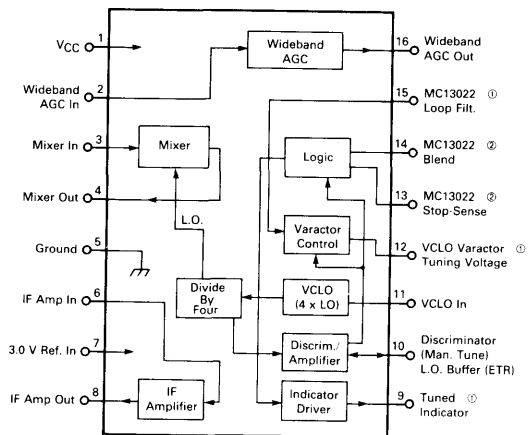 1
VCC
2
Wideband
AGC In
3
Mixer In
4
Mixer Out
5
Ground
6
IF Amp In
7
3.0 V Ref. In
8
IF Amp Out
Wideband
AGC
Mixer
L.O.
Logic
Varactor
Control
Divide
By
Four
VCLO
(4 x LO)
Discrim./
Amplifier
IF
Amplifier
Indicator
Driver
16
Wideband
AGC Out
15
MC13022 ①
Loop Filt.
14
MC13022 ②
Blend
13
MC13022 ②
Stop-Sense
12
VCLO Varactor ①
Tuning Voltage
11
VCLO In
10
Discriminator
(Man. Tune)
L.O. Buffer (ETR)
9
Tuned ①
Indicator